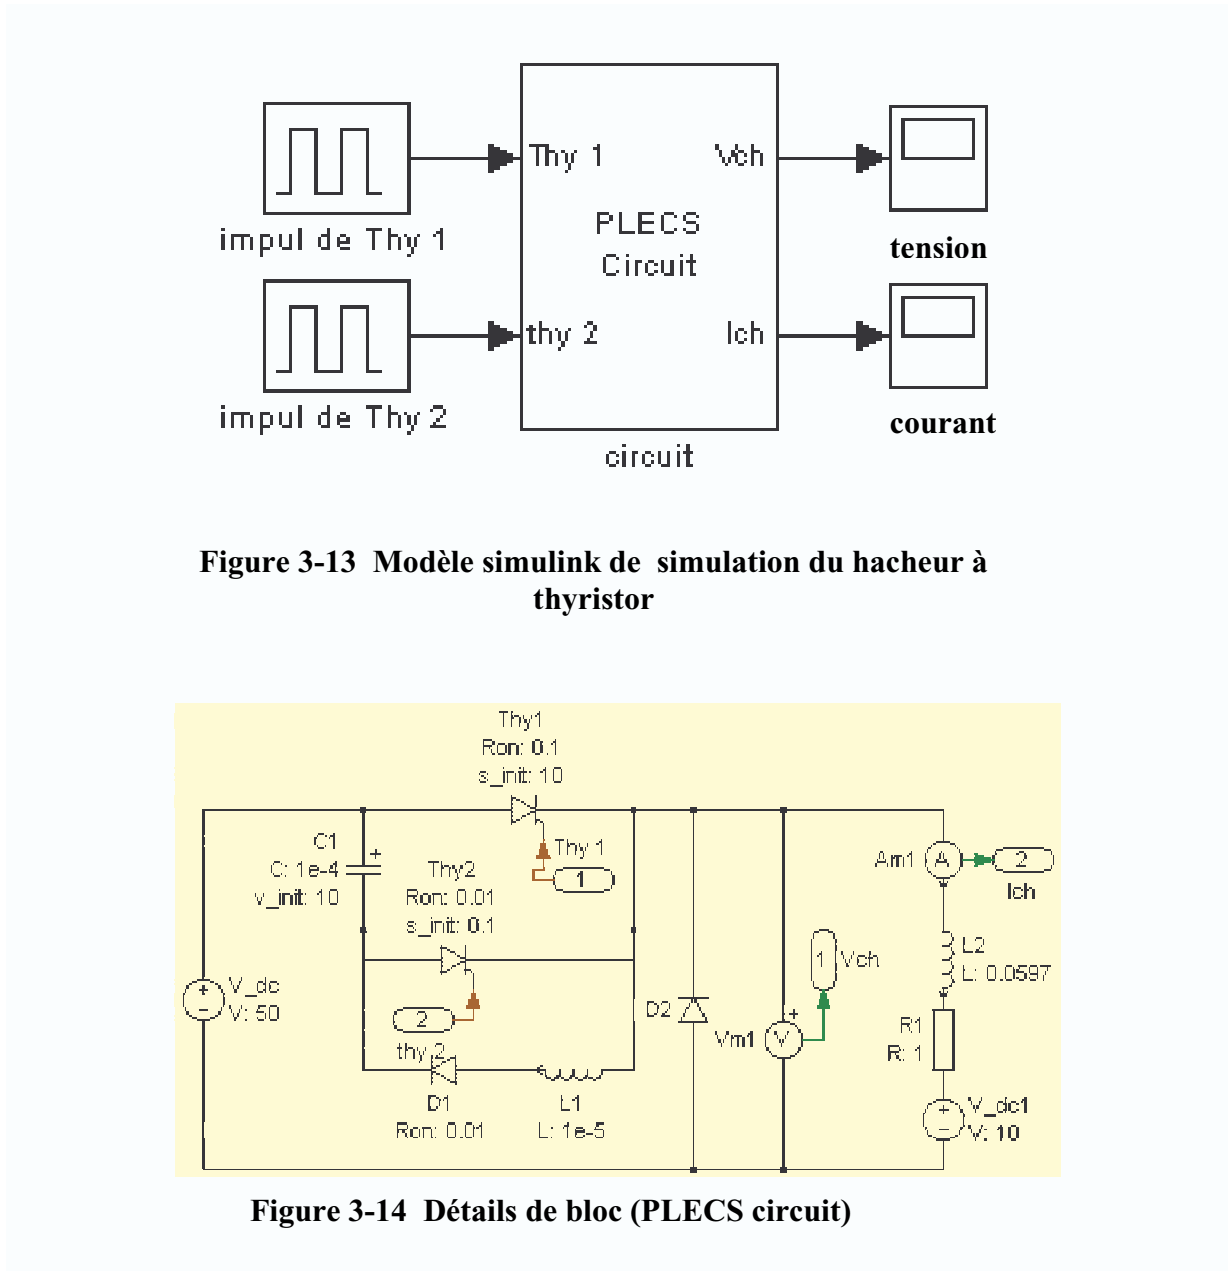 Thy 1
Vch
PLECS
Circuit
impul de Thy 1
tension
thy 2
Ich
impul de Thy 2
courant
circuit
Figure 3-13 Modèle simulink de simulation du hacheur à
thyristor
Thy1
Ron: 0.1
s_init: 10
C1
+
C: 1e-4
v_init: 10
Thy 1
1
Thy2
Ron: 0.01
s_init: 0.1
Am1
A
2
Ich
L2
L: 0.0597
1
Vch
V_dc
V: 50
+
-
2
thy 2
D2
Vm1
V
+
R1
R: 1
D1
Ron: 0.01
L1
L: 1e-5
V_dc1
V: 10
+
-
Figure 3-14 Détails de bloc (PLECS circuit)